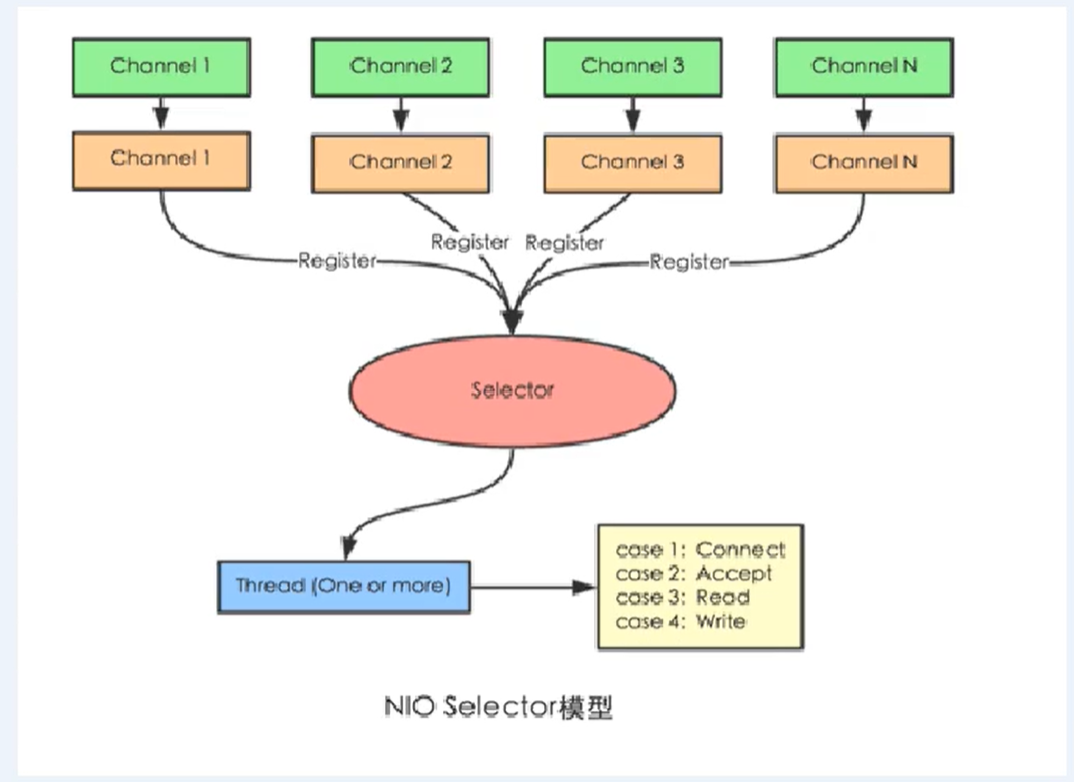 Channel 1
Channel 2
Channel 3
Channel N
Channel 1
Channel 2
Channel 3
Channel N
Register
Register
Register
Register
Selector
Thread (One or more)
case 1: Connect
case 2: Accept
case 3: Read
case 4: Write
NIO Selector模型